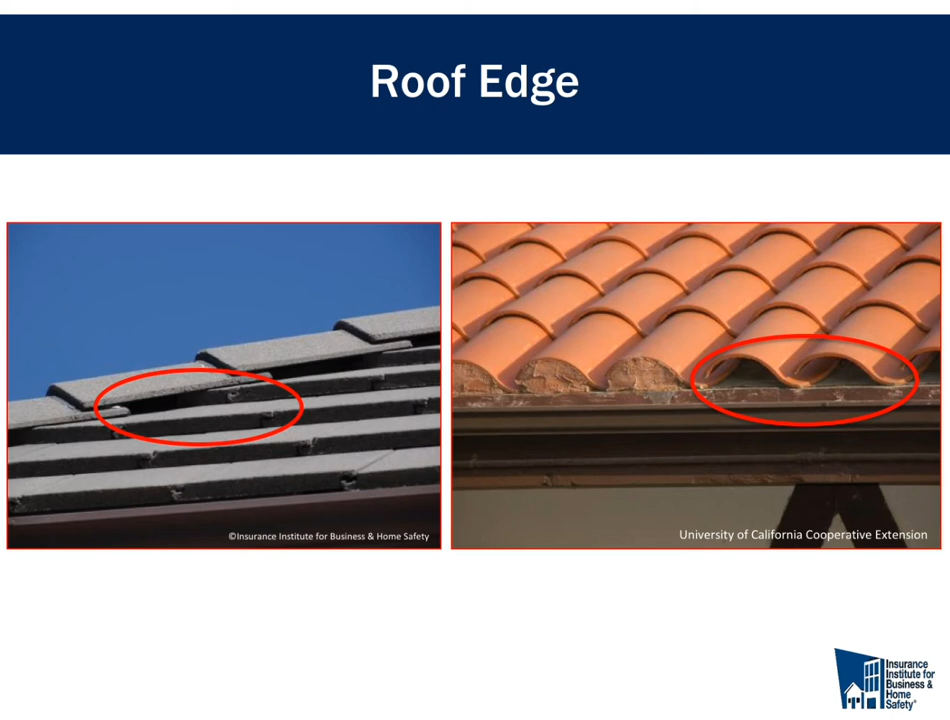 Roof Edge
©Insurance Institute for Business & Home Safety
University of California Cooperative Extension
Insurance
Institute for
Business &
Home
Safety®